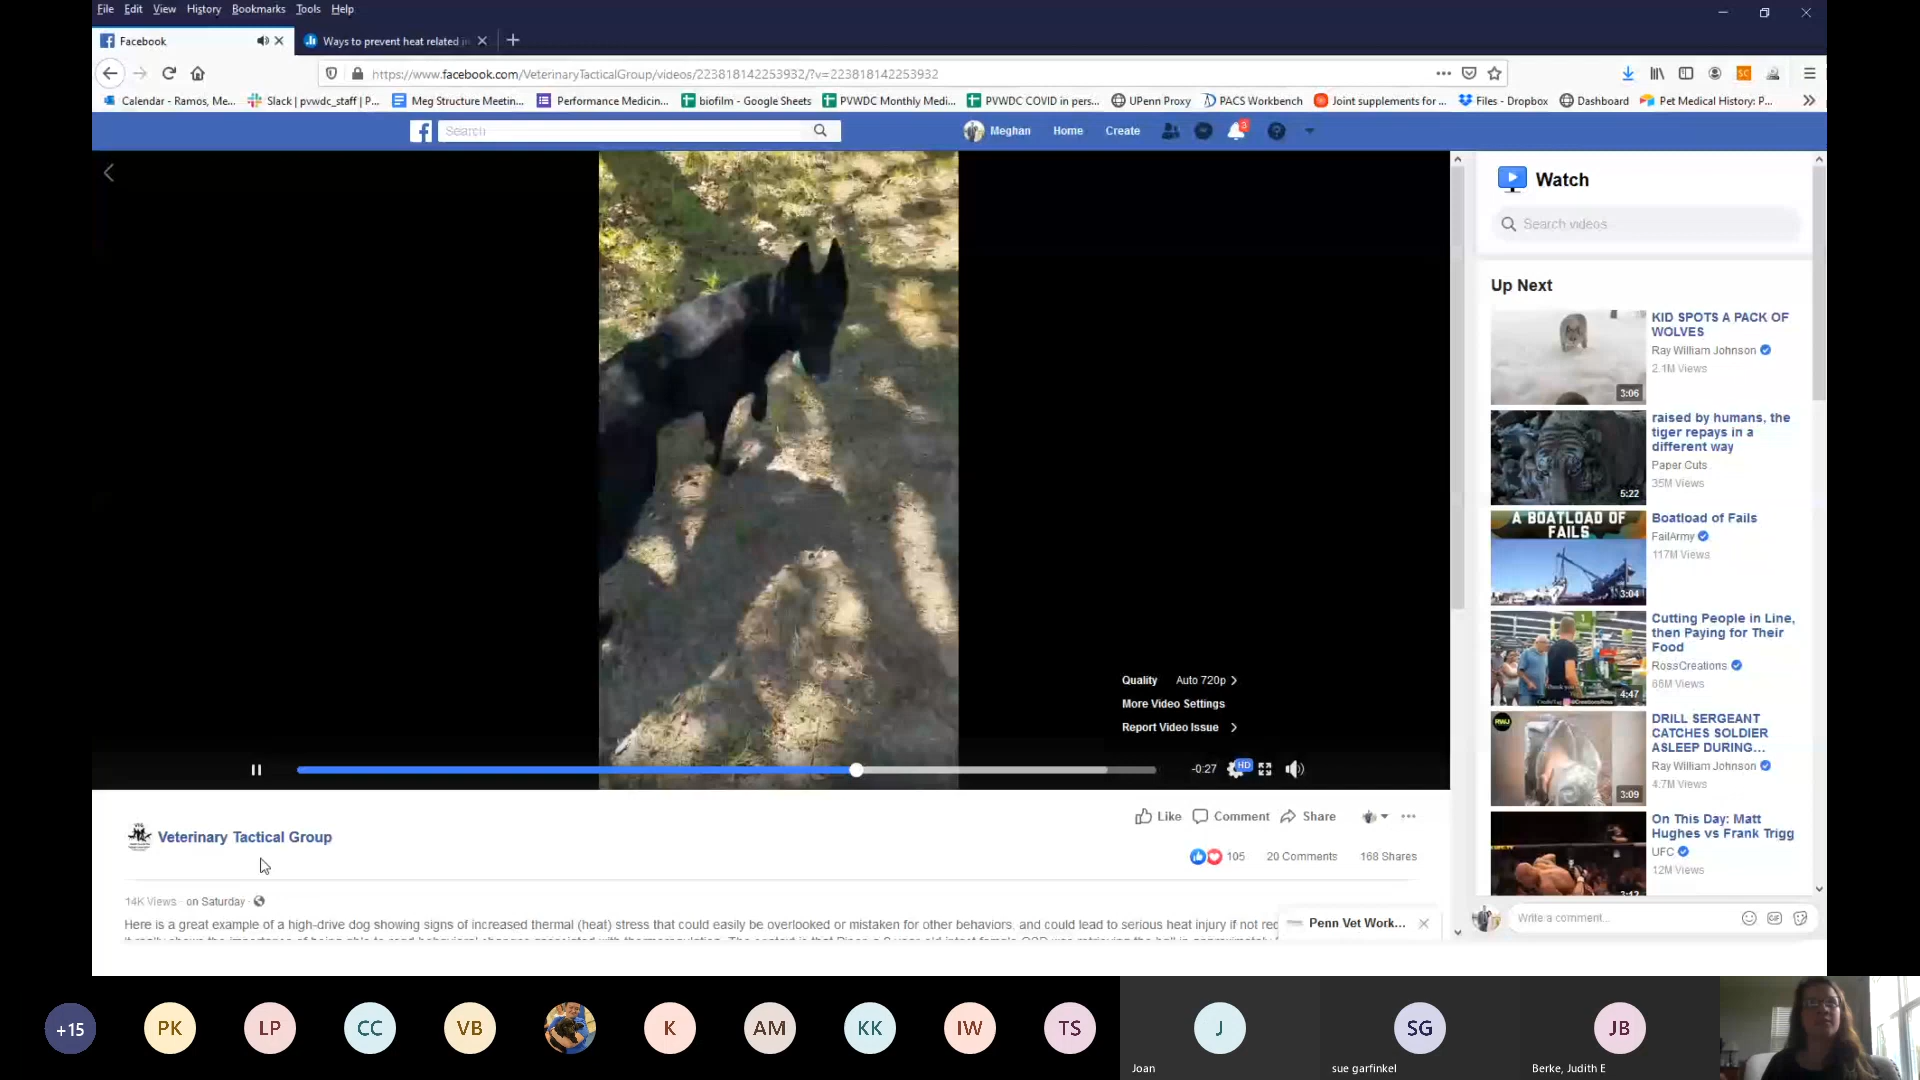 File Edit View History Bookmarks Tools Help
Facebook
Ways to prevent heat related i
https://www.facebook.com/VeterinaryTacticalGroup/videos/223818142253932/?v=223818142253932
Calendar - Ramos, Me... Slack | pvwdc_staff | P... Meg Structure Meetin... Performance Medicin... biofilm - Google Sheets PVWDC Monthly Medi... PVWDC COVID in pers... UPenn Proxy PACS Workbench Joint supplements for ... Files - Dropbox Dashboard Pet Medical History: P...
Search
Meghan Home Create 3
Watch
Search videos
Up Next
KID SPOTS A PACK OF
WOLVES
Ray William Johnson
2.1M Views
3:06
raised by humans, the
tiger repays in a
different way
Paper Cuts
35M Views
5:22
A BOATLOAD OF
FAILS
Boatload of Fails
FailArmy
117M Views
3:04
Cutting People in Line,
then Paying for Their
Food
RossCreations
66M Views
4:47
DRILL SERGEANT
CATCHES SOLDIER
ASLEEP DURING...
Ray William Johnson
4.7M Views
3:09
On This Day: Matt
Hughes vs Frank Trigg
UFC
12M Views
Write a comment...
Quality Auto 720p
More Video Settings
Report Video Issue
-0:27 HD
Like Comment Share
Veterinary Tactical Group
105 20 Comments 168 Shares
14K Views · on Saturday ·
Here is a great example of a high-drive dog showing signs of increased thermal (heat) stress that could easily be overlooked or mistaken for other behaviors, and could lead to serious heat injury if not rec
Penn Vet Work...
+15 PK LP CC VB K AM KK IW TS J SG JB
Joan
sue garfinkel
Berke, Judith E